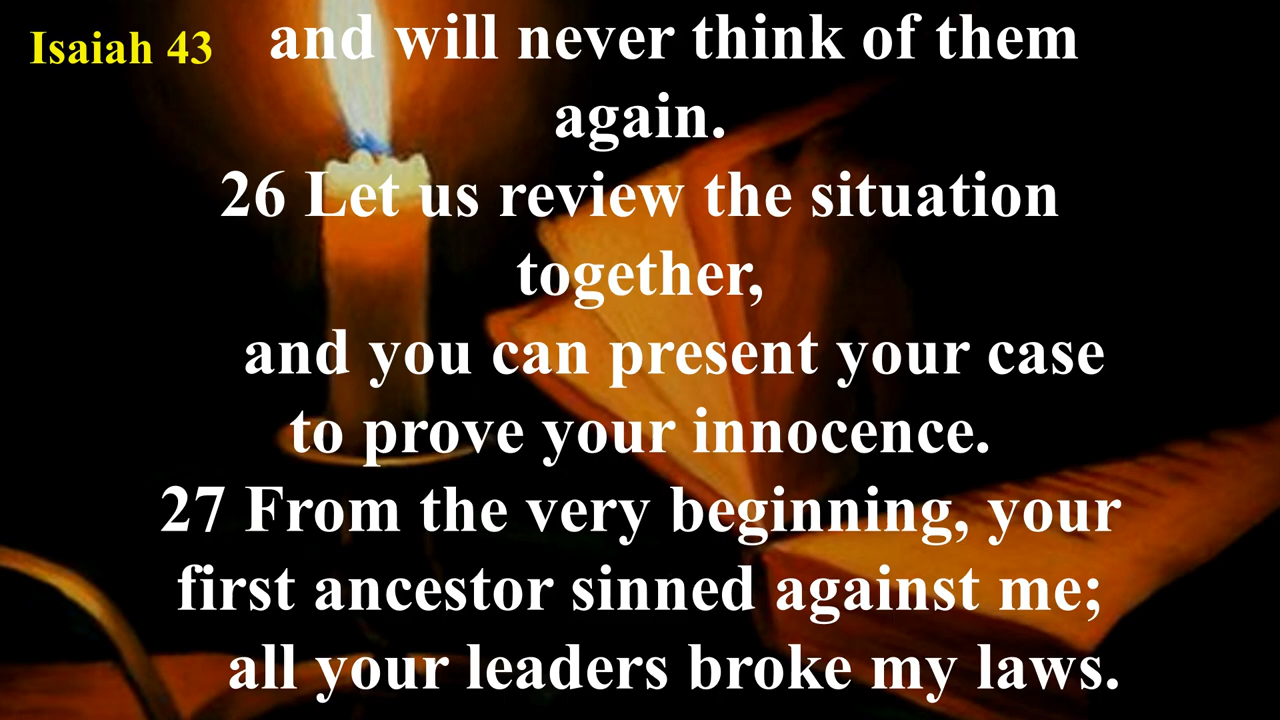 Isaiah 43
and will never think of them
again.
26 Let us review the situation
together,
and you can present your case
to prove your innocence.
27 From the very beginning, your
first ancestor sinned against me;
all your leaders broke my laws.